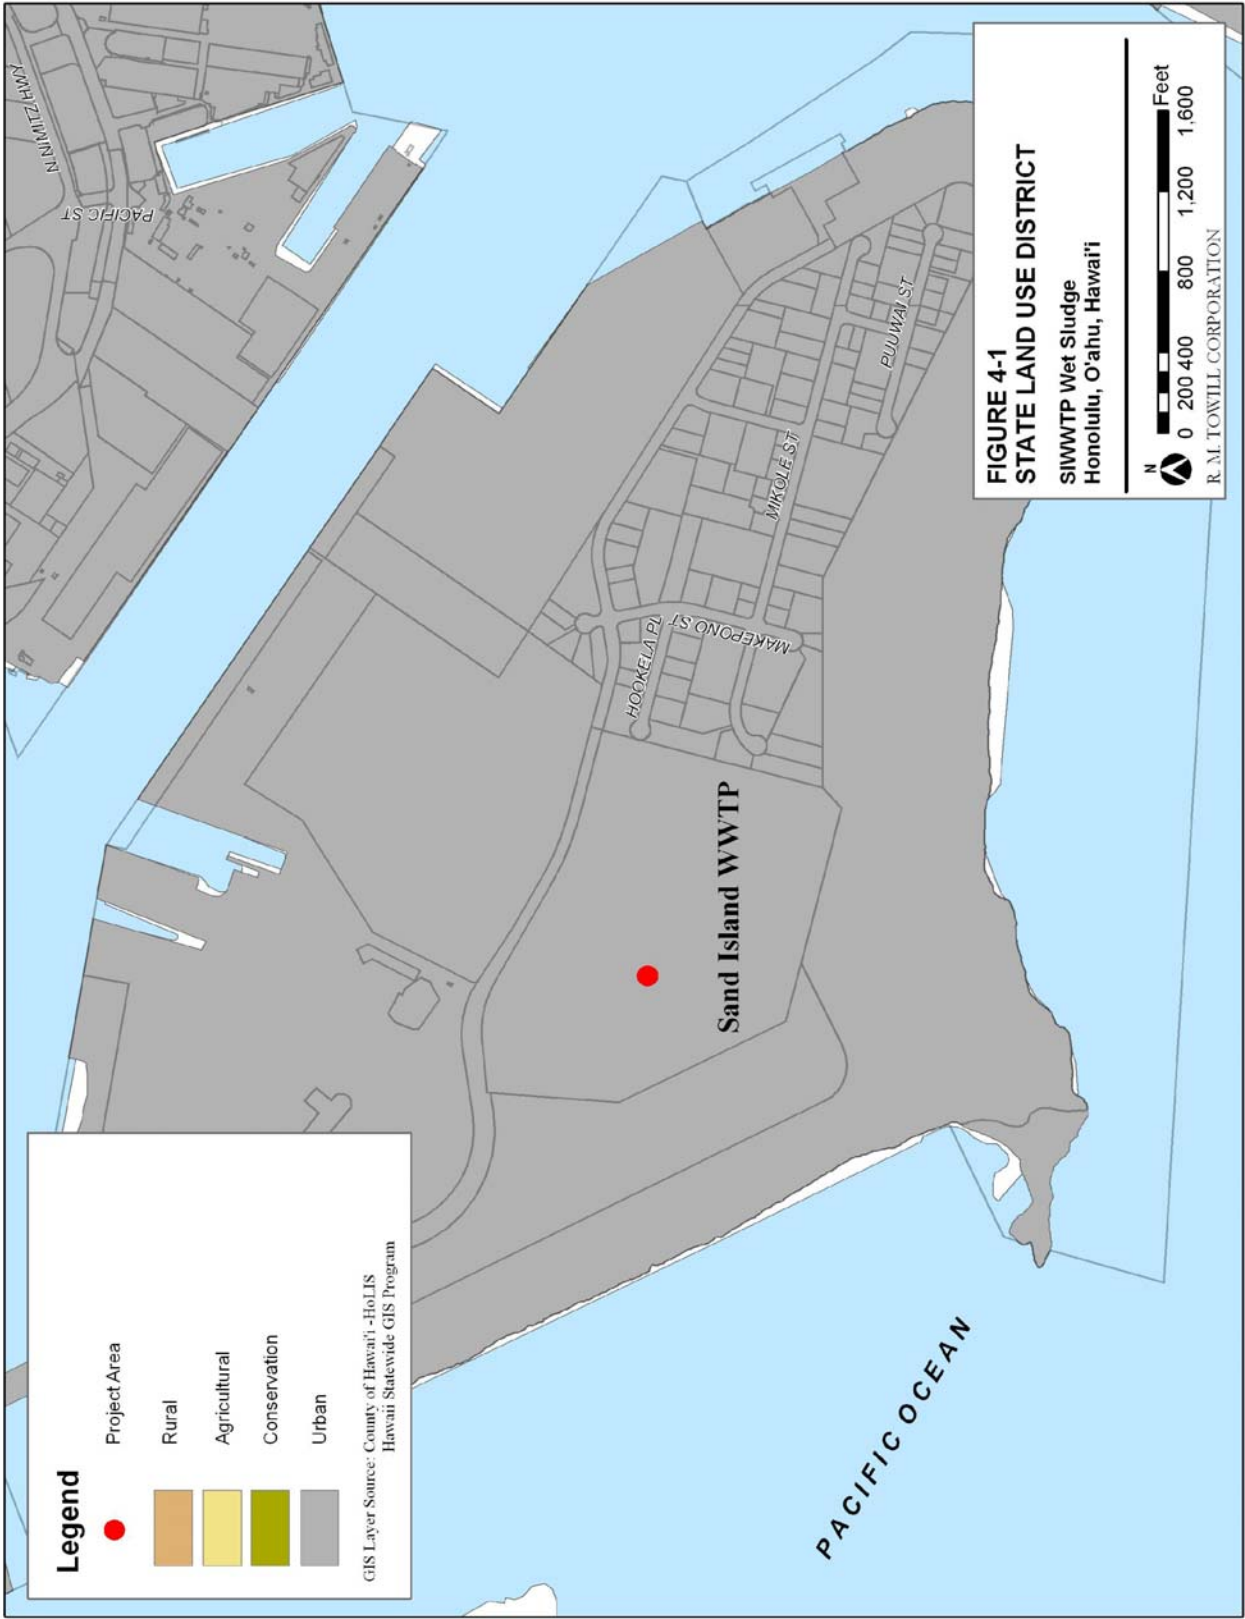 Legend
Project Area
Rural
Agricultural
Conservation
Urban
GIS Layer Source: County of Hawai'i -HoLIS
Hawaii Statewide GIS Program
N NIMITZ HWY
PACIFIC ST
HOOKELA PL
MAKEPONO ST
MIKOLE ST
PUUWAI ST
Sand Island WWTP
PACIFIC OCEAN
FIGURE 4-1
STATE LAND USE DISTRICT
SIWWTP Wet Sludge
Honolulu, O'ahu, Hawai'i
N
0 200 400 800 1,200 1,600
Feet
R. M. TOWILL CORPORATION